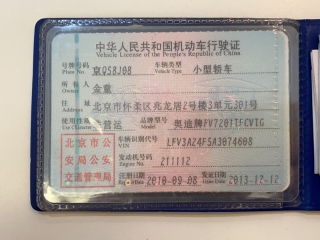 中华人民共和国机动车行驶证
Vehicle License of the People's Republic of China
号牌号码 京Q58J08 车辆类型 小型轿车
Plate No. Vehicle Type
所有人 金童
Owner
住址 北京市怀柔区兆龙居2号楼3单元301号
Address
使用性质 非营运 品牌型号 奥迪牌FV7201TFCVTG
Use Character Model
北京市公 车辆识别代号 LFV3A24F5A3074608
安局公安 VIN
交通管理局 发动机号码 211112
Engine No.
注册日期 2010-09-08 发证日期 2013-12-12
Register Date Issue Date